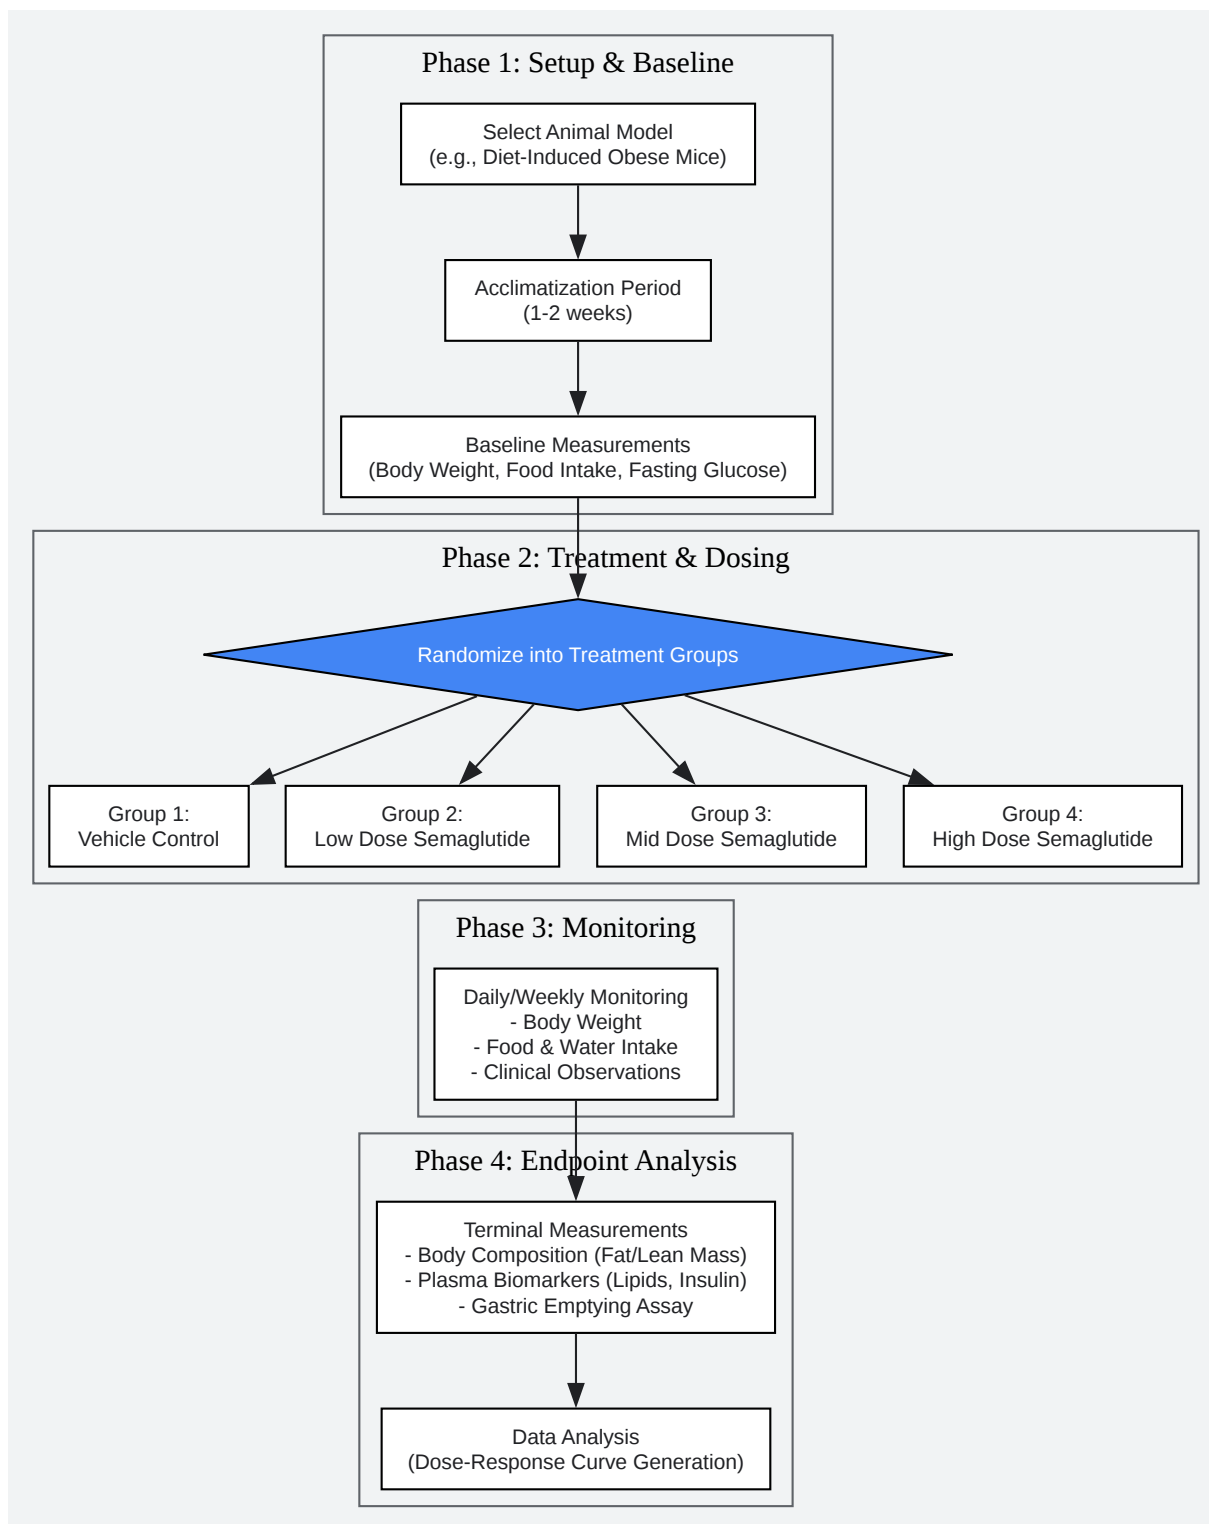 Phase 1: Setup & Baseline
Select Animal Model
(e.g., Diet-Induced Obese Mice)
Acclimatization Period
(1-2 weeks)
Baseline Measurements
(Body Weight, Food Intake, Fasting Glucose)
Phase 2: Treatment & Dosing
Randomize into Treatment Groups
Group 1:
Vehicle Control
Group 2:
Low Dose Semaglutide
Group 3:
Mid Dose Semaglutide
Group 4:
High Dose Semaglutide
Phase 3: Monitoring
Daily/Weekly Monitoring
- Body Weight
- Food & Water Intake
- Clinical Observations
Phase 4: Endpoint Analysis
Terminal Measurements
- Body Composition (Fat/Lean Mass)
- Plasma Biomarkers (Lipids, Insulin)
- Gastric Emptying Assay
Data Analysis
(Dose-Response Curve Generation)